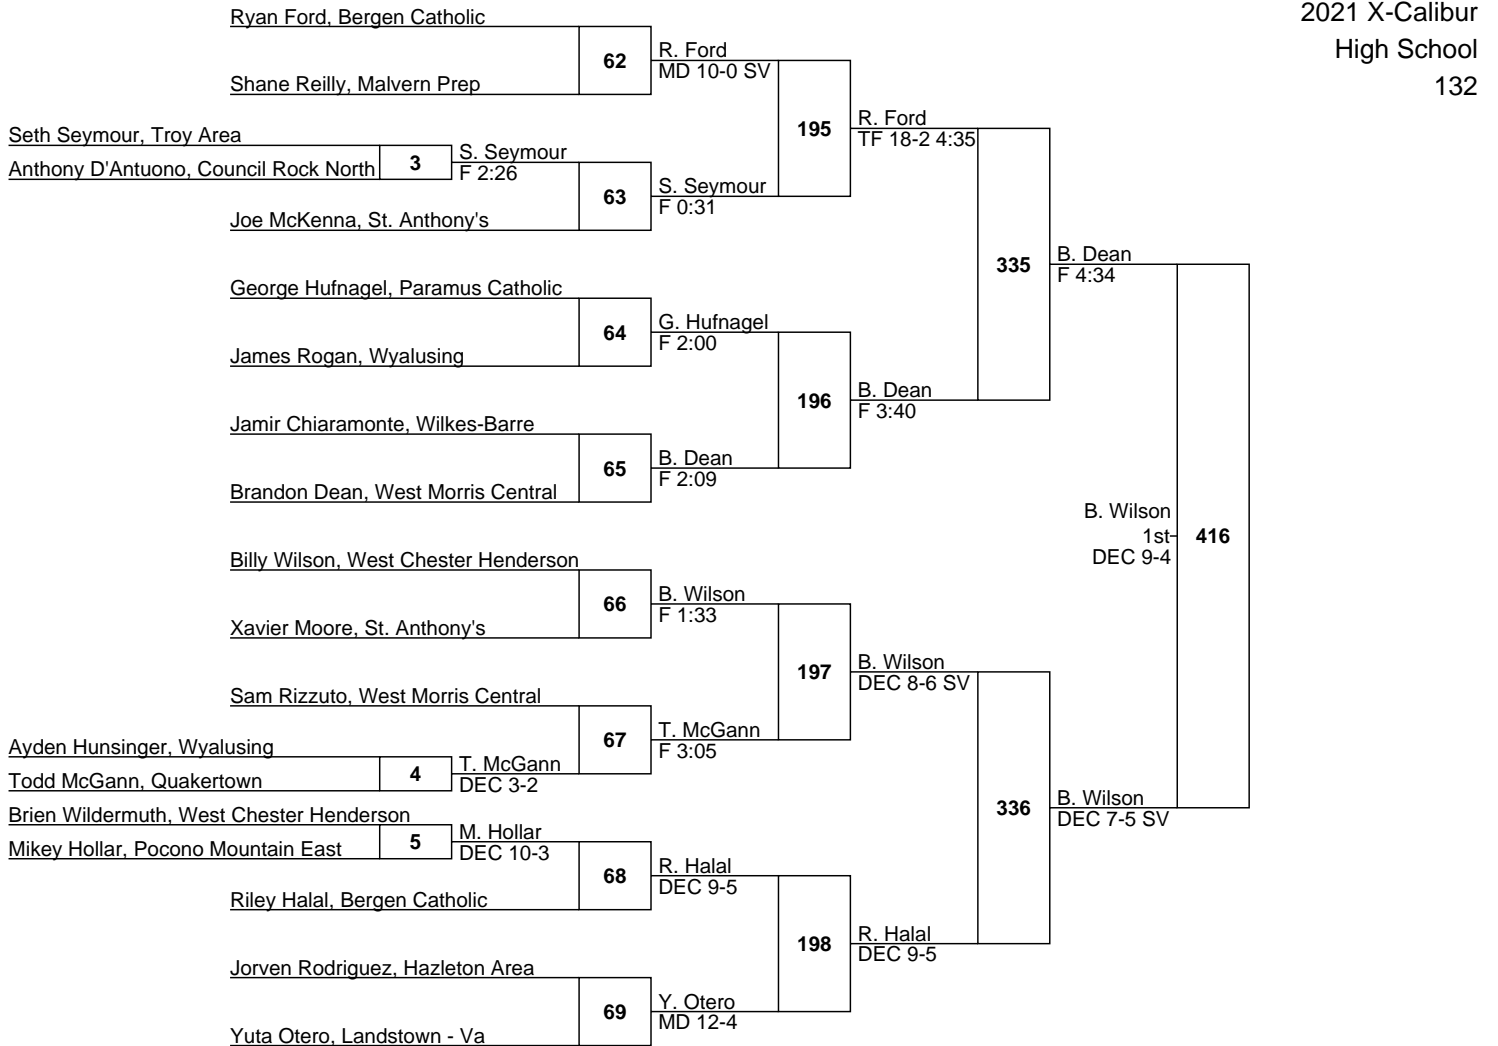 2021 X-Calibur
High School
132
Ryan Ford, Bergen Catholic
62
R. Ford
MD 10-0 SV
Shane Reilly, Malvern Prep
195
R. Ford
TF 18-2 4:35
Seth Seymour, Troy Area
3
S. Seymour
F 2:26
Anthony D'Antuono, Council Rock North
63
S. Seymour
F 0:31
Joe McKenna, St. Anthony's
335
B. Dean
F 4:34
George Hufnagel, Paramus Catholic
64
G. Hufnagel
F 2:00
James Rogan, Wyalusing
196
B. Dean
F 3:40
Jamir Chiaramonte, Wilkes-Barre
65
B. Dean
F 2:09
Brandon Dean, West Morris Central
B. Wilson
1st
DEC 9-4
416
Billy Wilson, West Chester Henderson
66
B. Wilson
F 1:33
Xavier Moore, St. Anthony's
197
B. Wilson
DEC 8-6 SV
Sam Rizzuto, West Morris Central
67
T. McGann
F 3:05
Ayden Hunsinger, Wyalusing
4
T. McGann
DEC 3-2
Todd McGann, Quakertown
336
B. Wilson
DEC 7-5 SV
Brien Wildermuth, West Chester Henderson
5
M. Hollar
DEC 10-3
Mikey Hollar, Pocono Mountain East
68
R. Halal
DEC 9-5
Riley Halal, Bergen Catholic
198
R. Halal
DEC 9-5
Jorven Rodriguez, Hazleton Area
69
Y. Otero
MD 12-4
Yuta Otero, Landstown - Va